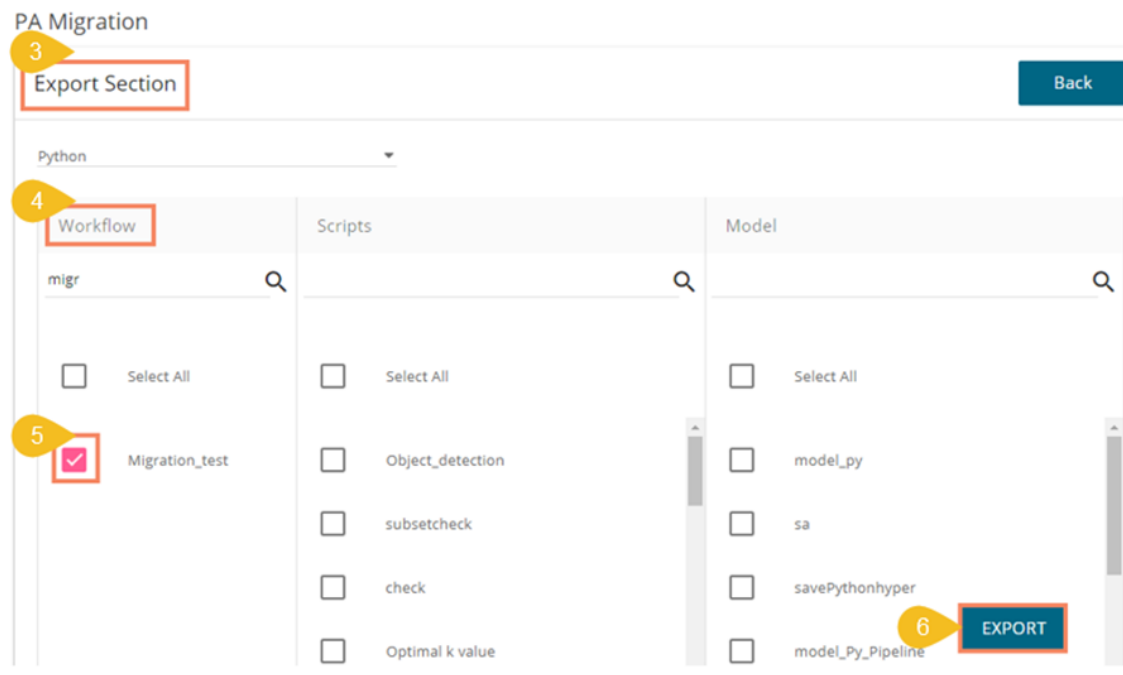 PA Migration
3
Export Section
Back
Python
4
Workflow Scripts Model
migr
Select All Select All Select All
5
Migration_test Object_detection model_py
subsetcheck sa
check savePythonhyper
6 EXPORT
Optimal k value model_Py_Pipeline